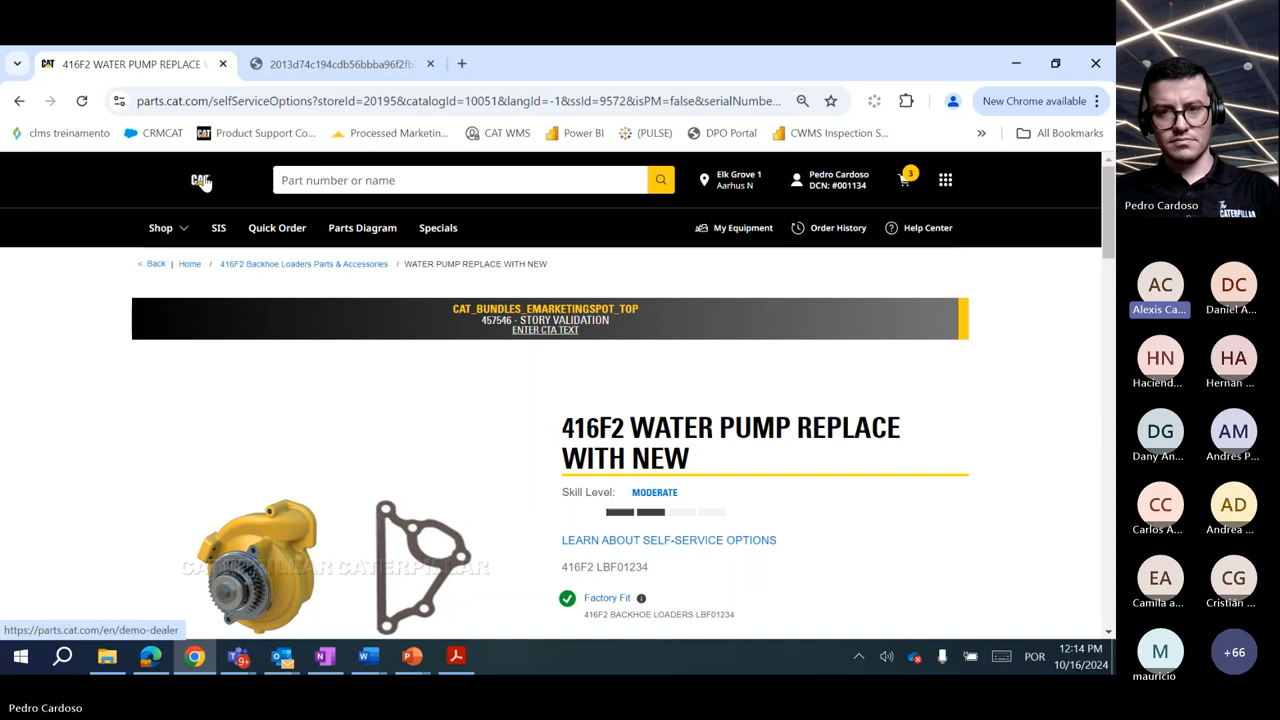 416F2 WATER PUMP REPLACE W
2013d74c194cdb56bbba96f2fb
parts.cat.com/selfServiceOptions?storeId=20195&catalogId=10051&langId=-1&ssId=9572&isPM=false&serialNumbe...
New Chrome available
clms treinamento
CRMCAT
CAT
Product Support Co...
Processed Marketin...
CAT WMS
Power BI
(PULSE)
DPO Portal
CWMS Inspection S...
»
All Bookmarks
CAT
Part number or name
Elk Grove 1
Aarhus N
Pedro Cardoso
DCN: #001134
3
Shop
SIS
Quick Order
Parts Diagram
Specials
My Equipment
Order History
Help Center
< Back | Home / 416F2 Backhoe Loaders Parts & Accessories / WATER PUMP REPLACE WITH NEW
CAT_BUNDLES_EMARKETINGSPOT_TOP
457546 - STORY VALIDATION
ENTER CTA TEXT
416F2 WATER PUMP REPLACE
WITH NEW
Skill Level: MODERATE
LEARN ABOUT SELF-SERVICE OPTIONS
416F2 LBF01234
Factory Fit
416F2 BACKHOE LOADERS LBF01234
CATERPILLAR CATERPILLAR
https://parts.cat.com/en/demo-dealer
POR
12:14 PM
10/16/2024
Pedro Cardoso
CATERPILLAR
AC
Alexis Ca...
DC
Daniel A...
HN
Haciend...
HA
Hernan ...
DG
Dany An...
AM
Andres P...
CC
Carlos A...
AD
Andrea ...
EA
Camila a...
CG
Cristián ...
M
mauricio
+66
Pedro Cardoso